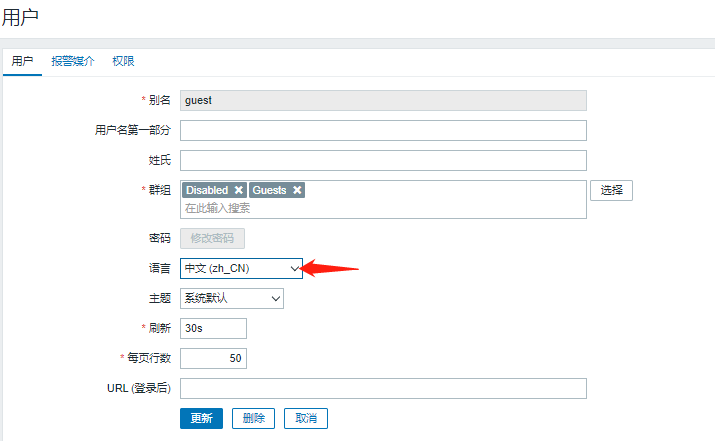 用户
用户 报警媒介 权限
* 别名 guest
用户名第一部分
姓氏
* 群组 Disabled ✖ Guests ✖ 选择
在此输入搜索
密码 修改密码
语言 中文 (zh_CN)
主题 系统默认
* 刷新 30s
* 每页行数 50
URL (登录后)
更新 删除 取消